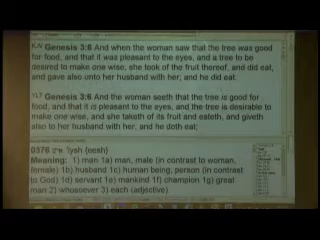 KJV Genesis 3:6 And when the woman saw that the tree was good
for food, and that it was pleasant to the eyes, and a tree to be
desired to make one wise, she took of the fruit thereof, and did eat,
and gave also unto her husband with her; and he did eat.
YLT Genesis 3:6 And the woman seeth that the tree is good for
food, and that it is pleasant to the eyes, and the tree is desirable to
make one wise, and she taketh of its fruit and eateth, and giveth
also to her husband with her, and he doth eat;
0376 איש 'iysh {eesh}
Meaning: 1) man 1a) man, male (in contrast to woman,
female) 1b) husband 1c) human being, person (in contrast
to God) 1d) servant 1e) mankind 1f) champion 1g) great
man 2) whosoever 3) each (adjective)